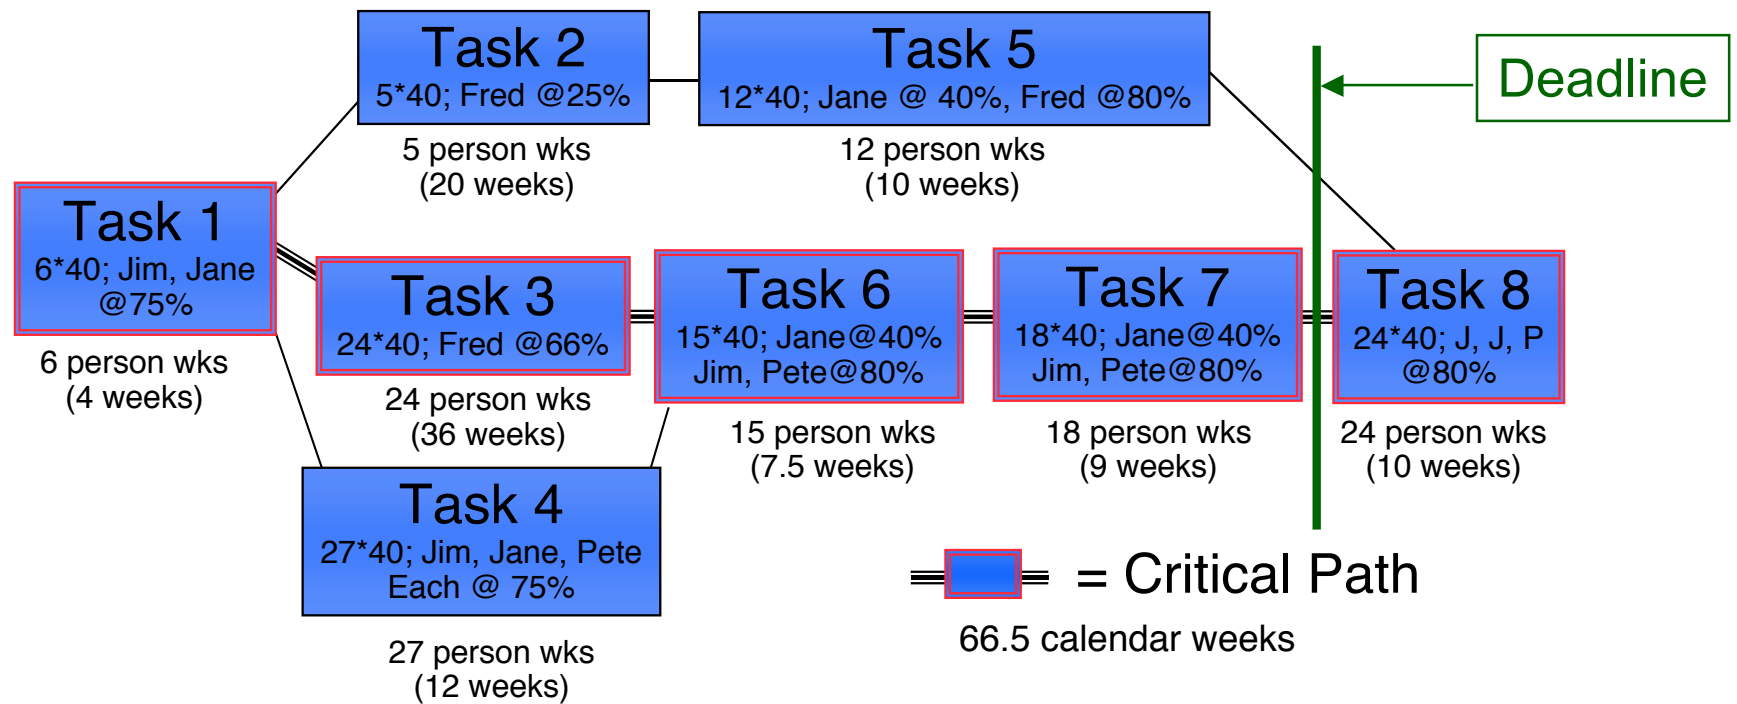 Task 2
5*40; Fred @25%
5 person wks
(20 weeks)
Task 5
12*40; Jane @ 40%, Fred @80%
12 person wks
(10 weeks)
Deadline
Task 1
6*40; Jim, Jane
@75%
6 person wks
(4 weeks)
Task 3
24*40; Fred @66%
24 person wks
(36 weeks)
Task 6
15*40; Jane@40%
Jim, Pete@80%
15 person wks
(7.5 weeks)
Task 7
18*40; Jane@40%
Jim, Pete@80%
18 person wks
(9 weeks)
Task 8
24*40; J, J, P
@80%
24 person wks
(10 weeks)
Task 4
27*40; Jim, Jane, Pete
Each @ 75%
27 person wks
(12 weeks)
= Critical Path
66.5 calendar weeks